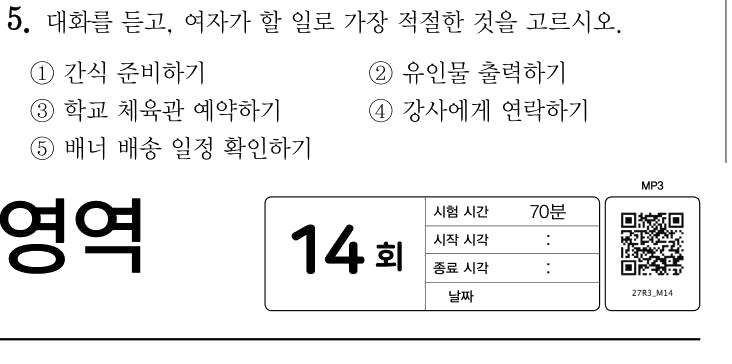 5. 대화를 듣고, 여자가 할 일로 가장 적절한 것을 고르시오.
① 간식 준비하기 ② 유인물 출력하기
③ 학교 체육관 예약하기 ④ 강사에게 연락하기
⑤ 배너 배송 일정 확인하기
MP3
영역
14회
시험 시간 70분
시작 시각 :
종료 시각 :
날짜
27R3_M14